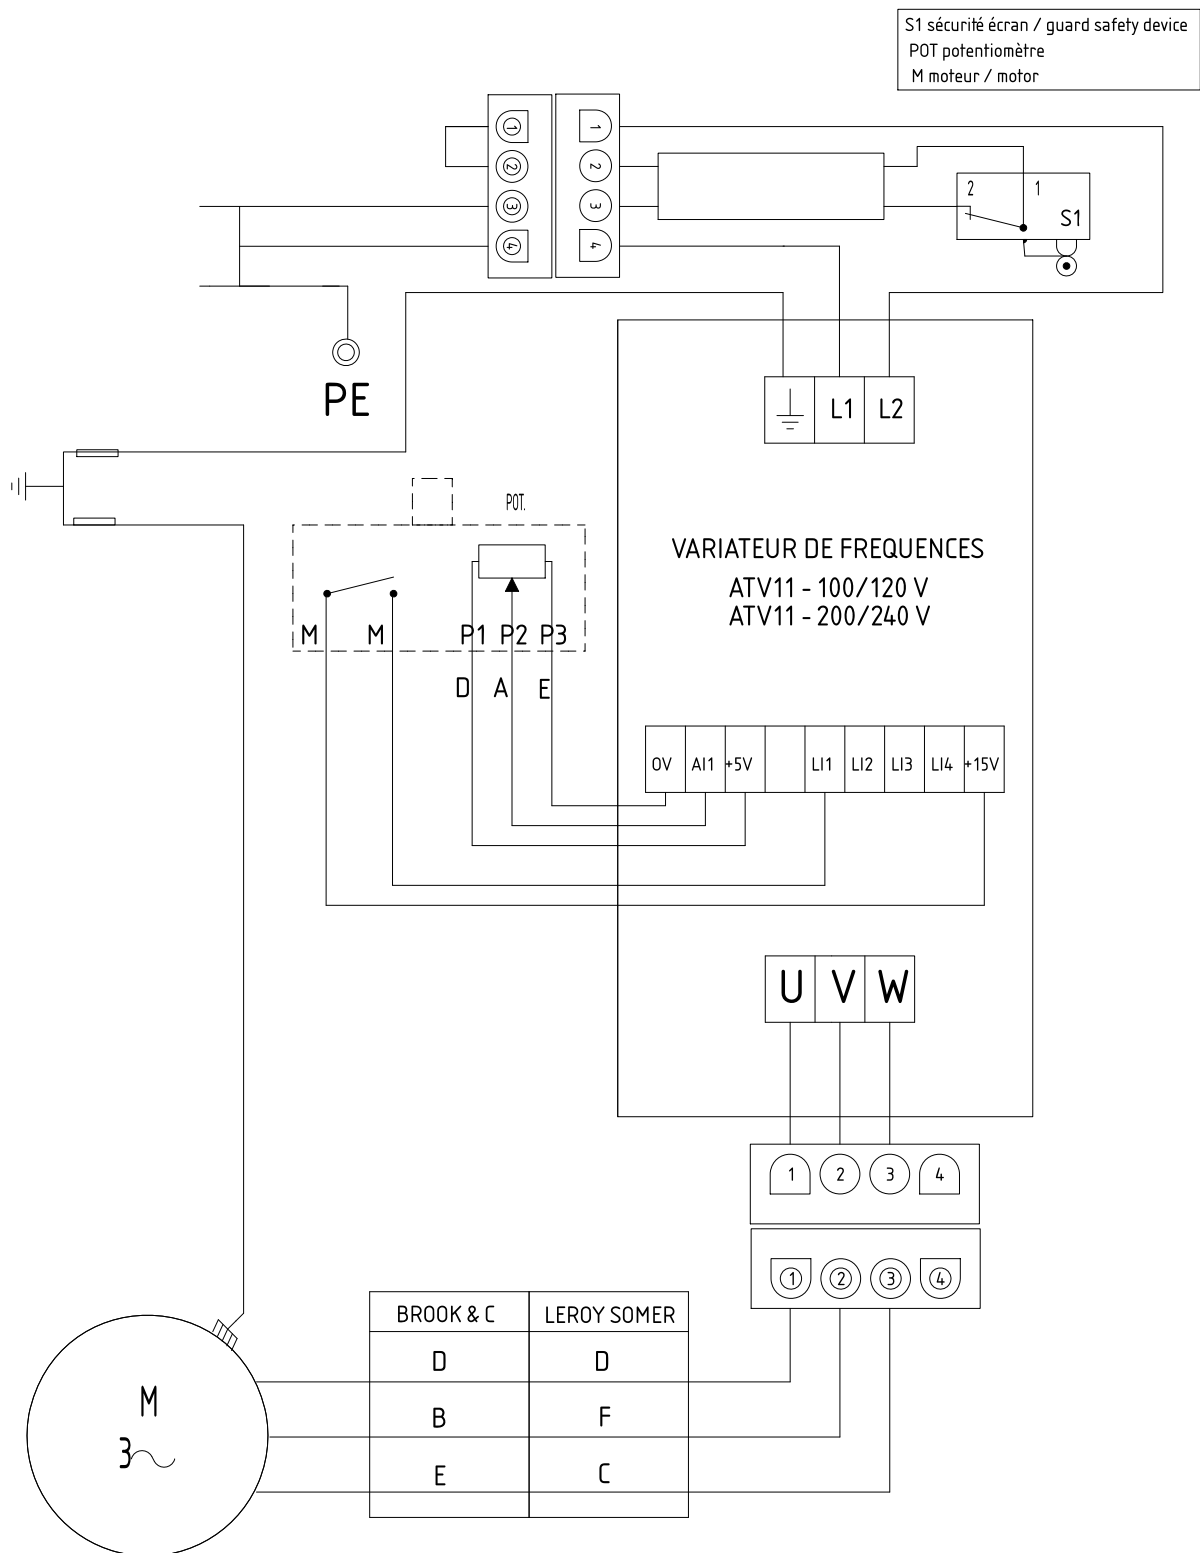 S1 sécurité écran / guard safety device
POT potentiomètre
M moteur / motor
1
1
2
2
3
3
4
4
2
1
S1
PE
L1
L2
POT.
VARIATEUR DE FREQUENCES
ATV11 - 100/120 V
ATV11 - 200/240 V
M
M
P1
P2
P3
D
A
E
0V
AI1
+5V
LI1
LI2
LI3
LI4
+15V
U
V
W
1
2
3
4
1
2
3
4
BROOK & C
LEROY SOMER
D
D
B
F
E
C
M
3